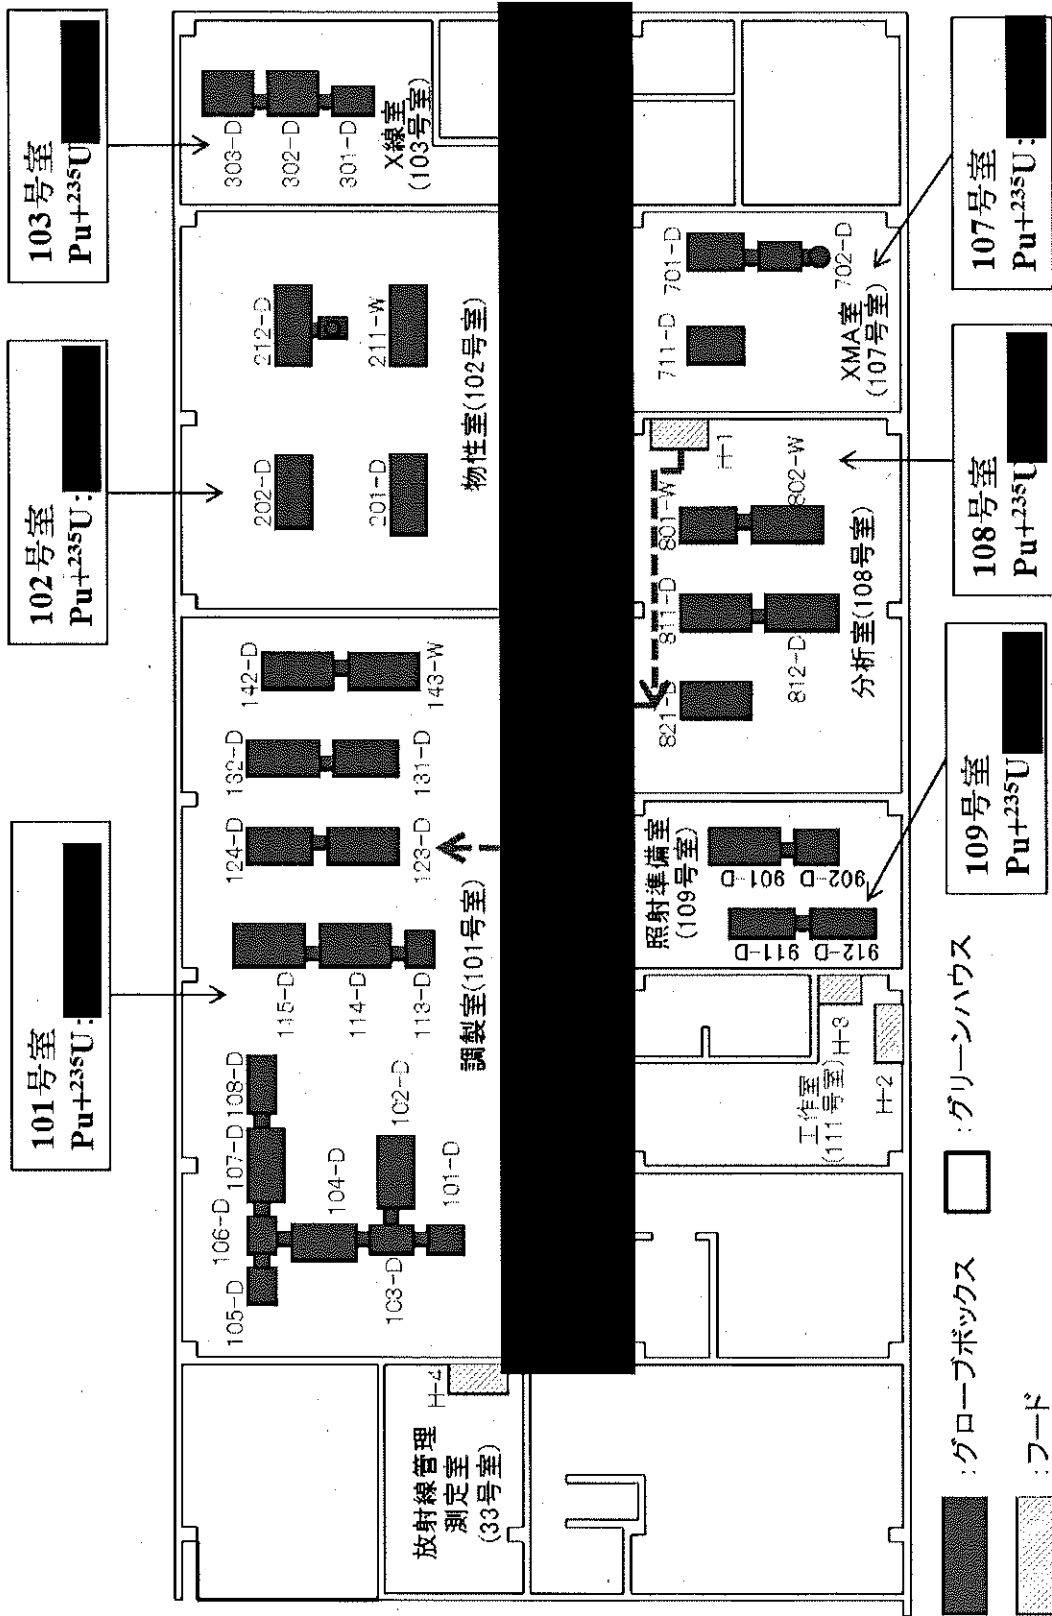 101号室
Pu+²³⁵U:
102号室
Pu+²³⁵U:
103号室
Pu+²³⁵U
105-D
106-D
107-D
108-D
104-D
103-D
102-D
101-D
115-D
114-D
113-D
124-D
123-D
132-D
131-D
142-D
143-W
調製室(101号室)
202-D
201-D
212-D
211-W
物性室(102号室)
303-D
302-D
301-D
X線室
(103号室)
放射線管理
測定室
(33号室)
H-4
工作室
(111号室)
H-3
H-2
照射準備室
(109号室)
911-D
912-D
901-D
902-D
821-D
811-D
812-D
801-W
802-W
H-1
分析室(108号室)
711-D
701-D
702-D
XMA室
(107号室)
109号室
Pu+²³⁵U
108号室
Pu+²³⁵U
107号室
Pu+²³⁵U:
:グローブボックス
:グリーンハウス
:フード